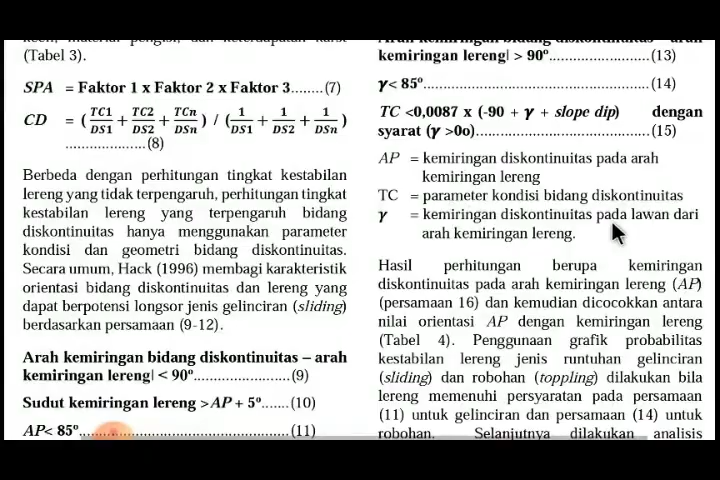 (Tabel 3).
SPA = Faktor 1 x Faktor 2 x Faktor 3........(7)
CD = ( TC1/DS1 + TC2/DS2 + TCn/DSn ) / ( 1/DS1 + 1/DS2 + 1/DSn )
.....................(8)
Berbeda dengan perhitungan tingkat kestabilan
lereng yang tidak terpengaruh, perhitungan tingkat
kestabilan lereng yang terpengaruh bidang
diskontinuitas hanya menggunakan parameter
kondisi dan geometri bidang diskontinuitas.
Secara umum, Hack (1996) membagi karakteristik
orientasi bidang diskontinuitas dan lereng yang
dapat berpotensi longsor jenis gelinciran (sliding)
berdasarkan persamaan (9-12).
Arah kemiringan bidang diskontinuitas – arah
kemiringan lereng| < 90º........................(9)
Sudut kemiringan lereng >AP + 5º.......(10)
AP< 85º....................................................(11)
kemiringan lereng| > 90º.........................(13)
γ< 85º.........................................................(14)
TC <0,0087 x (-90 + γ + slope dip) dengan
syarat (γ >0o)...........................................(15)
AP = kemiringan diskontinuitas pada arah
kemiringan lereng
TC = parameter kondisi bidang diskontinuitas
γ = kemiringan diskontinuitas pada lawan dari
arah kemiringan lereng.
Hasil perhitungan berupa kemiringan
diskontinuitas pada arah kemiringan lereng (AP)
(persamaan 16) dan kemudian dicocokkan antara
nilai orientasi AP dengan kemiringan lereng
(Tabel 4). Penggunaan grafik probabilitas
kestabilan lereng jenis runtuhan gelinciran
(sliding) dan robohan (toppling) dilakukan bila
lereng memenuhi persyaratan pada persamaan
(11) untuk gelinciran dan persamaan (14) untuk
robohan. Selanjutnya dilakukan analisis